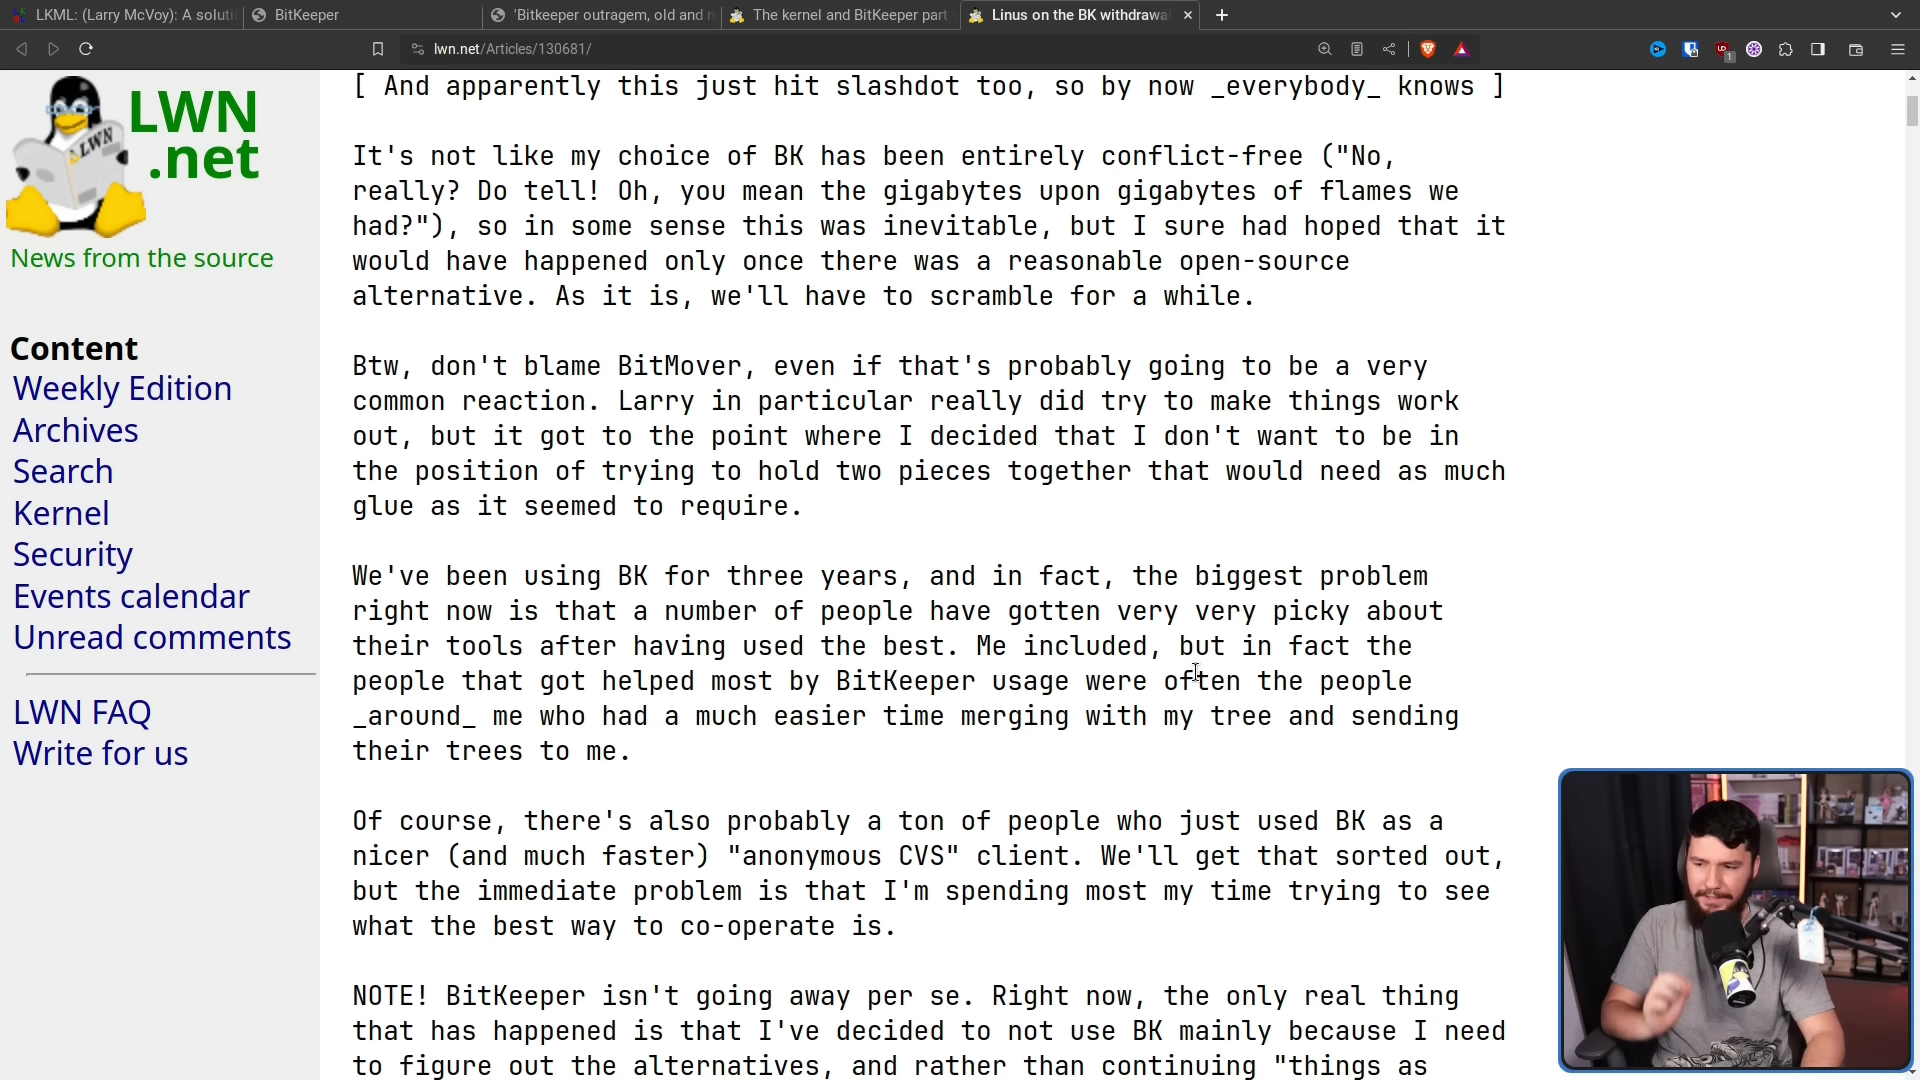 LKML: (Larry McVoy): A soluti
BitKeeper
'Bitkeeper outragem, old and n
The kernel and BitKeeper part
Linus on the BK withdrawa
lwn.net/Articles/130681/
LWN
.net
LWN
News from the source
Content
Weekly Edition
Archives
Search
Kernel
Security
Events calendar
Unread comments
LWN FAQ
Write for us
[ And apparently this just hit slashdot too, so by now _everybody_ knows ]
It's not like my choice of BK has been entirely conflict-free ("No,
really? Do tell! Oh, you mean the gigabytes upon gigabytes of flames we
had?"), so in some sense this was inevitable, but I sure had hoped that it
would have happened only once there was a reasonable open-source
alternative. As it is, we'll have to scramble for a while.
Btw, don't blame BitMover, even if that's probably going to be a very
common reaction. Larry in particular really did try to make things work
out, but it got to the point where I decided that I don't want to be in
the position of trying to hold two pieces together that would need as much
glue as it seemed to require.
We've been using BK for three years, and in fact, the biggest problem
right now is that a number of people have gotten very very picky about
their tools after having used the best. Me included, but in fact the
people that got helped most by BitKeeper usage were often the people
_around_ me who had a much easier time merging with my tree and sending
their trees to me.
Of course, there's also probably a ton of people who just used BK as a
nicer (and much faster) "anonymous CVS" client. We'll get that sorted out,
but the immediate problem is that I'm spending most my time trying to see
what the best way to co-operate is.
NOTE! BitKeeper isn't going away per se. Right now, the only real thing
that has happened is that I've decided to not use BK mainly because I need
to figure out the alternatives, and rather than continuing "things as